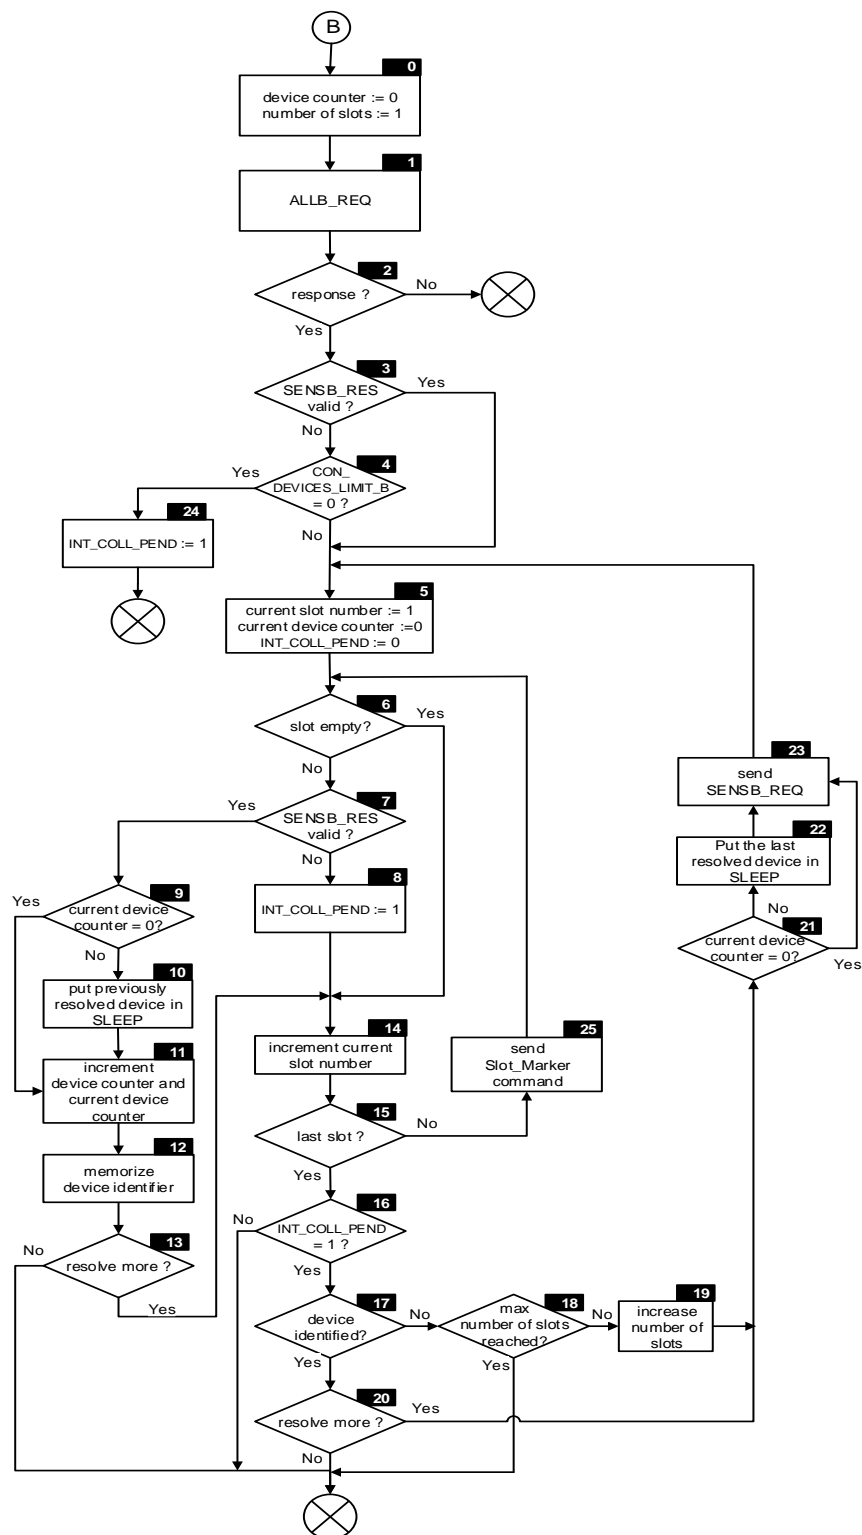 B
0
device counter := 0
number of slots := 1
1
ALLB_REQ
2
response ?
No
Yes
3
SENSB_RES
valid ?
Yes
No
4
CON_
DEVICES_LIMIT_B
= 0 ?
Yes
No
24
INT_COLL_PEND := 1
5
current slot number := 1
current device counter :=0
INT_COLL_PEND := 0
6
slot empty?
Yes
No
7
SENSB_RES
valid ?
Yes
No
8
INT_COLL_PEND := 1
9
current device
counter = 0?
Yes
No
10
put previously
resolved device in
SLEEP
11
increment
device counter and
current device
counter
12
memorize
device identifier
13
resolve more ?
No
Yes
14
increment current
slot number
15
last slot ?
No
Yes
25
send
Slot_Marker
command
16
INT_COLL_PEND
= 1 ?
No
Yes
17
device
identified?
No
Yes
18
max
number of slots
reached?
No
Yes
19
increase
number of
slots
20
resolve more ?
Yes
No
21
current device
counter = 0?
No
Yes
22
Put the last
resolved device in
SLEEP
23
send
SENSB_REQ